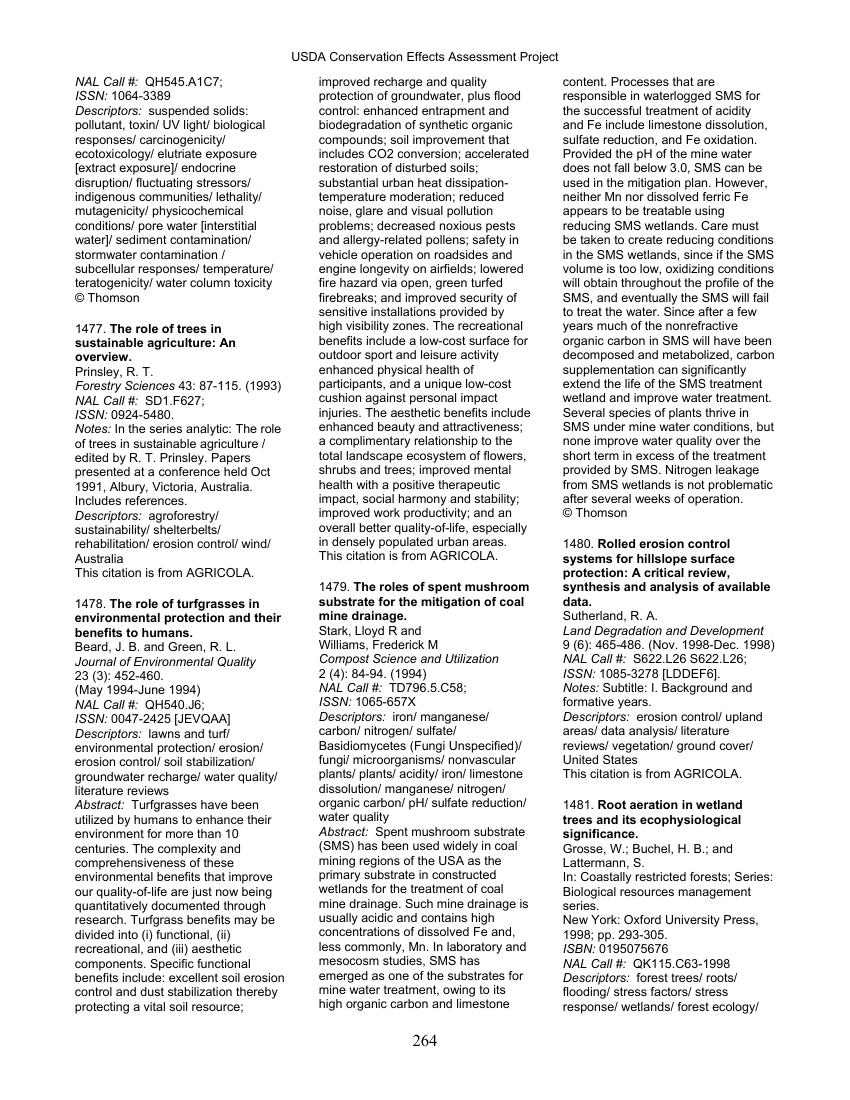 USDA Conservation Effects Assessment Project
NAL Call #: QH545.A1C7;
ISSN: 1064-3389
Descriptors: suspended solids:
pollutant, toxin/ UV light/ biological
responses/ carcinogenicity/
ecotoxicology/ elutriate exposure
[extract exposure]/ endocrine
disruption/ fluctuating stressors/
indigenous communities/ lethality/
mutagenicity/ physicochemical
conditions/ pore water [interstitial
water]/ sediment contamination/
stormwater contamination /
subcellular responses/ temperature/
teratogenicity/ water column toxicity
© Thomson
1477. The role of trees in
sustainable agriculture: An
overview.
Prinsley, R. T.
Forestry Sciences 43: 87-115. (1993)
NAL Call #: SD1.F627;
ISSN: 0924-5480.
Notes: In the series analytic: The role
of trees in sustainable agriculture /
edited by R. T. Prinsley. Papers
presented at a conference held Oct
1991, Albury, Victoria, Australia.
Includes references.
Descriptors: agroforestry/
sustainability/ shelterbelts/
rehabilitation/ erosion control/ wind/
Australia
This citation is from AGRICOLA.
1478. The role of turfgrasses in
environmental protection and their
benefits to humans.
Beard, J. B. and Green, R. L.
Journal of Environmental Quality
23 (3): 452-460.
(May 1994-June 1994)
NAL Call #: QH540.J6;
ISSN: 0047-2425 [JEVQAA]
Descriptors: lawns and turf/
environmental protection/ erosion/
erosion control/ soil stabilization/
groundwater recharge/ water quality/
literature reviews
Abstract: Turfgrasses have been
utilized by humans to enhance their
environment for more than 10
centuries. The complexity and
comprehensiveness of these
environmental benefits that improve
our quality-of-life are just now being
quantitatively documented through
research. Turfgrass benefits may be
divided into (i) functional, (ii)
recreational, and (iii) aesthetic
components. Specific functional
benefits include: excellent soil erosion
control and dust stabilization thereby
protecting a vital soil resource;
improved recharge and quality
protection of groundwater, plus flood
control: enhanced entrapment and
biodegradation of synthetic organic
compounds; soil improvement that
includes CO2 conversion; accelerated
restoration of disturbed soils;
substantial urban heat dissipation-
temperature moderation; reduced
noise, glare and visual pollution
problems; decreased noxious pests
and allergy-related pollens; safety in
vehicle operation on roadsides and
engine longevity on airfields; lowered
fire hazard via open, green turfed
firebreaks; and improved security of
sensitive installations provided by
high visibility zones. The recreational
benefits include a low-cost surface for
outdoor sport and leisure activity
enhanced physical health of
participants, and a unique low-cost
cushion against personal impact
injuries. The aesthetic benefits include
enhanced beauty and attractiveness;
a complimentary relationship to the
total landscape ecosystem of flowers,
shrubs and trees; improved mental
health with a positive therapeutic
impact, social harmony and stability;
improved work productivity; and an
overall better quality-of-life, especially
in densely populated urban areas.
This citation is from AGRICOLA.
1479. The roles of spent mushroom
substrate for the mitigation of coal
mine drainage.
Stark, Lloyd R and
Williams, Frederick M
Compost Science and Utilization
2 (4): 84-94. (1994)
NAL Call #: TD796.5.C58;
ISSN: 1065-657X
Descriptors: iron/ manganese/
carbon/ nitrogen/ sulfate/
Basidiomycetes (Fungi Unspecified)/
fungi/ microorganisms/ nonvascular
plants/ plants/ acidity/ iron/ limestone
dissolution/ manganese/ nitrogen/
organic carbon/ pH/ sulfate reduction/
water quality
Abstract: Spent mushroom substrate
(SMS) has been used widely in coal
mining regions of the USA as the
primary substrate in constructed
wetlands for the treatment of coal
mine drainage. Such mine drainage is
usually acidic and contains high
concentrations of dissolved Fe and,
less commonly, Mn. In laboratory and
mesocosm studies, SMS has
emerged as one of the substrates for
mine water treatment, owing to its
high organic carbon and limestone
content. Processes that are
responsible in waterlogged SMS for
the successful treatment of acidity
and Fe include limestone dissolution,
sulfate reduction, and Fe oxidation.
Provided the pH of the mine water
does not fall below 3.0, SMS can be
used in the mitigation plan. However,
neither Mn nor dissolved ferric Fe
appears to be treatable using
reducing SMS wetlands. Care must
be taken to create reducing conditions
in the SMS wetlands, since if the SMS
volume is too low, oxidizing conditions
will obtain throughout the profile of the
SMS, and eventually the SMS will fail
to treat the water. Since after a few
years much of the nonrefractive
organic carbon in SMS will have been
decomposed and metabolized, carbon
supplementation can significantly
extend the life of the SMS treatment
wetland and improve water treatment.
Several species of plants thrive in
SMS under mine water conditions, but
none improve water quality over the
short term in excess of the treatment
provided by SMS. Nitrogen leakage
from SMS wetlands is not problematic
after several weeks of operation.
© Thomson
1480. Rolled erosion control
systems for hillslope surface
protection: A critical review,
synthesis and analysis of available
data.
Sutherland, R. A.
Land Degradation and Development
9 (6): 465-486. (Nov. 1998-Dec. 1998)
NAL Call #: S622.L26 S622.L26;
ISSN: 1085-3278 [LDDEF6].
Notes: Subtitle: I. Background and
formative years.
Descriptors: erosion control/ upland
areas/ data analysis/ literature
reviews/ vegetation/ ground cover/
United States
This citation is from AGRICOLA.
1481. Root aeration in wetland
trees and its ecophysiological
significance.
Grosse, W.; Buchel, H. B.; and
Lattermann, S.
In: Coastally restricted forests; Series:
Biological resources management
series.
New York: Oxford University Press,
1998; pp. 293-305.
ISBN: 0195075676
NAL Call #: QK115.C63-1998
Descriptors: forest trees/ roots/
flooding/ stress factors/ stress
response/ wetlands/ forest ecology/
264